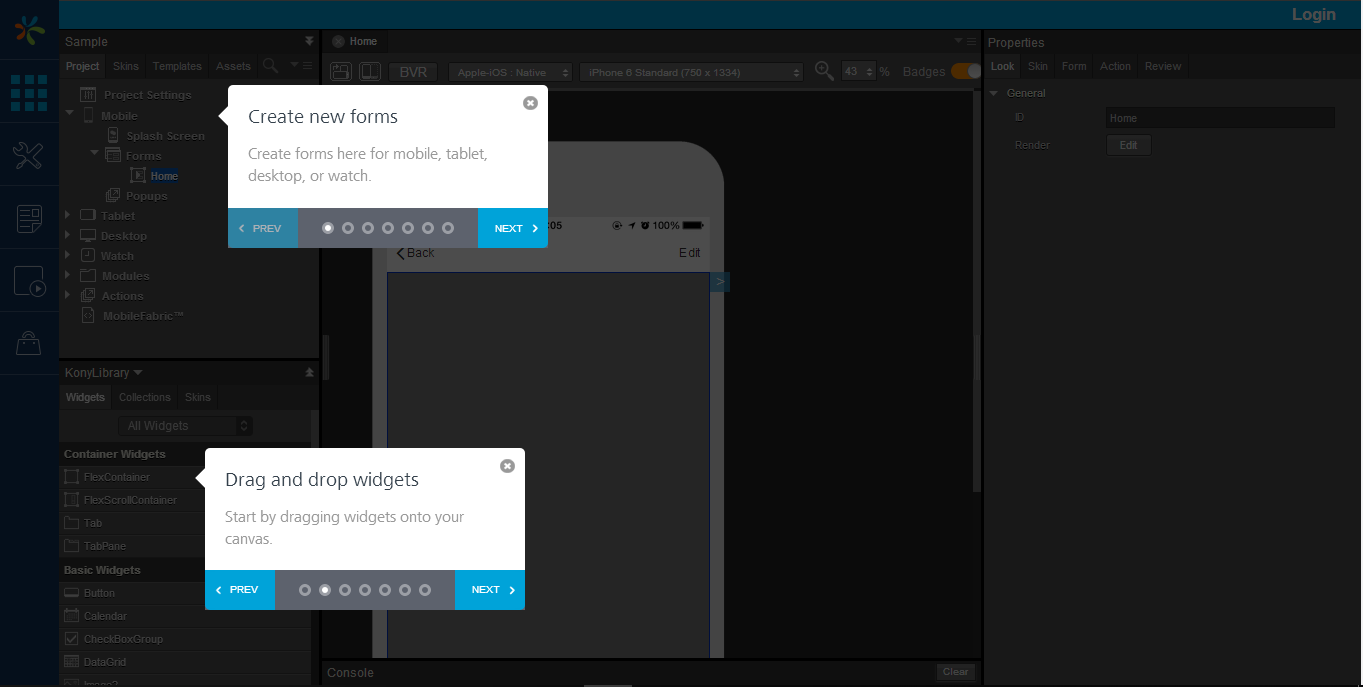 Login
Sample
Project Skins Templates Assets
Project Settings
Mobile
Splash Screen
Forms
Home
Popups
Tablet
Desktop
Watch
Modules
Actions
MobileFabric™
KonyLibrary
Widgets Collections Skins
All Widgets
Container Widgets
FlexContainer
FlexScrollContainer
Tab
TabPane
Basic Widgets
Button
Calendar
CheckBoxGroup
DataGrid
Home
BVR Apple-iOS : Native iPhone 6 Standard (750 x 1334) 43 % Badges
Create new forms
Create forms here for mobile, tablet,
desktop, or watch.
PREV NEXT
:05 100%
Back Edit
>
Drag and drop widgets
Start by dragging widgets onto your
canvas.
PREV NEXT
Console Clear
Properties
Look Skin Form Action Review
General
ID Home
Render Edit